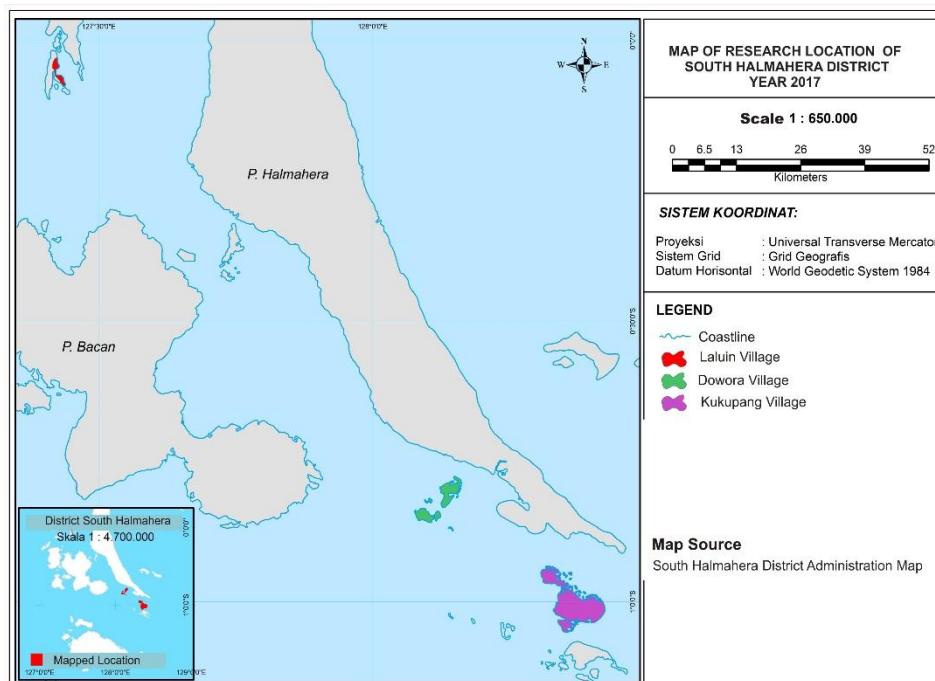 127°30'0"E
128°0'0"E
0°0'0"
N
W
E
S
P. Halmahera
P. Bacan
0°30'0"S
1°0'0"S
District South Halmahera
Skala 1 : 4.700.000
0°0'0"
1°0'0"S
Mapped Location
127°0'0"E
128°0'0"E
129°0'0"E
MAP OF RESEARCH LOCATION OF
SOUTH HALMAHERA DISTRICT
YEAR 2017
Scale 1 : 650.000
0 6.5 13 26 39 52
Kilometers
SISTEM KOORDINAT:
Proyeksi : Universal Transverse Mercator
Sistem Grid : Grid Geografis
Datum Horisontal : World Geodetic System 1984
LEGEND
Coastline
Laluin Village
Dowora Village
Kukupang Village
Map Source
South Halmahera District Administration Map